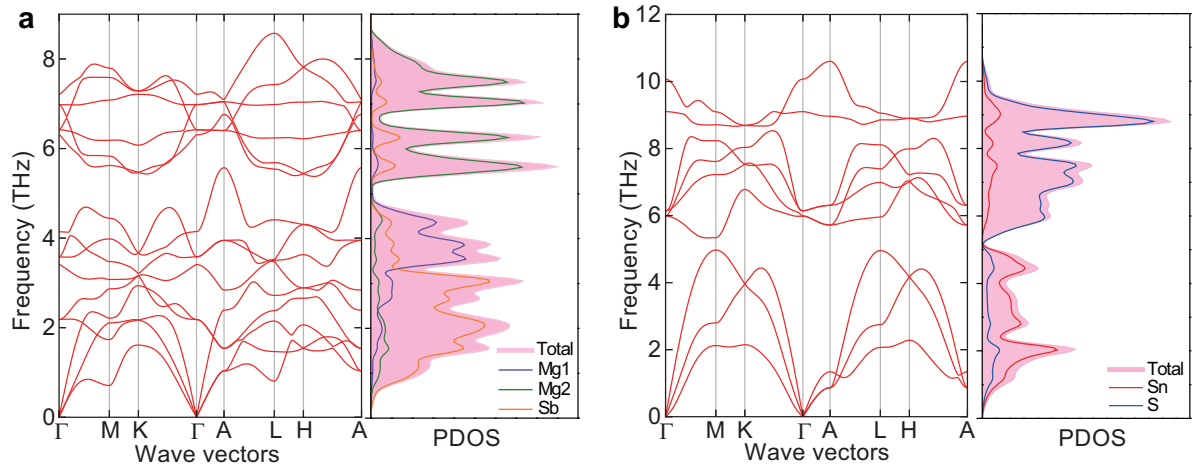 a
Frequency (THz)
8
6
4
2
0
Γ M K Γ A L H A
Wave vectors
PDOS
Total
Mg1
Mg2
Sb
b
Frequency (THz)
12
10
8
6
4
2
0
Γ M K Γ A L H A
Wave vectors
PDOS
Total
Sn
S